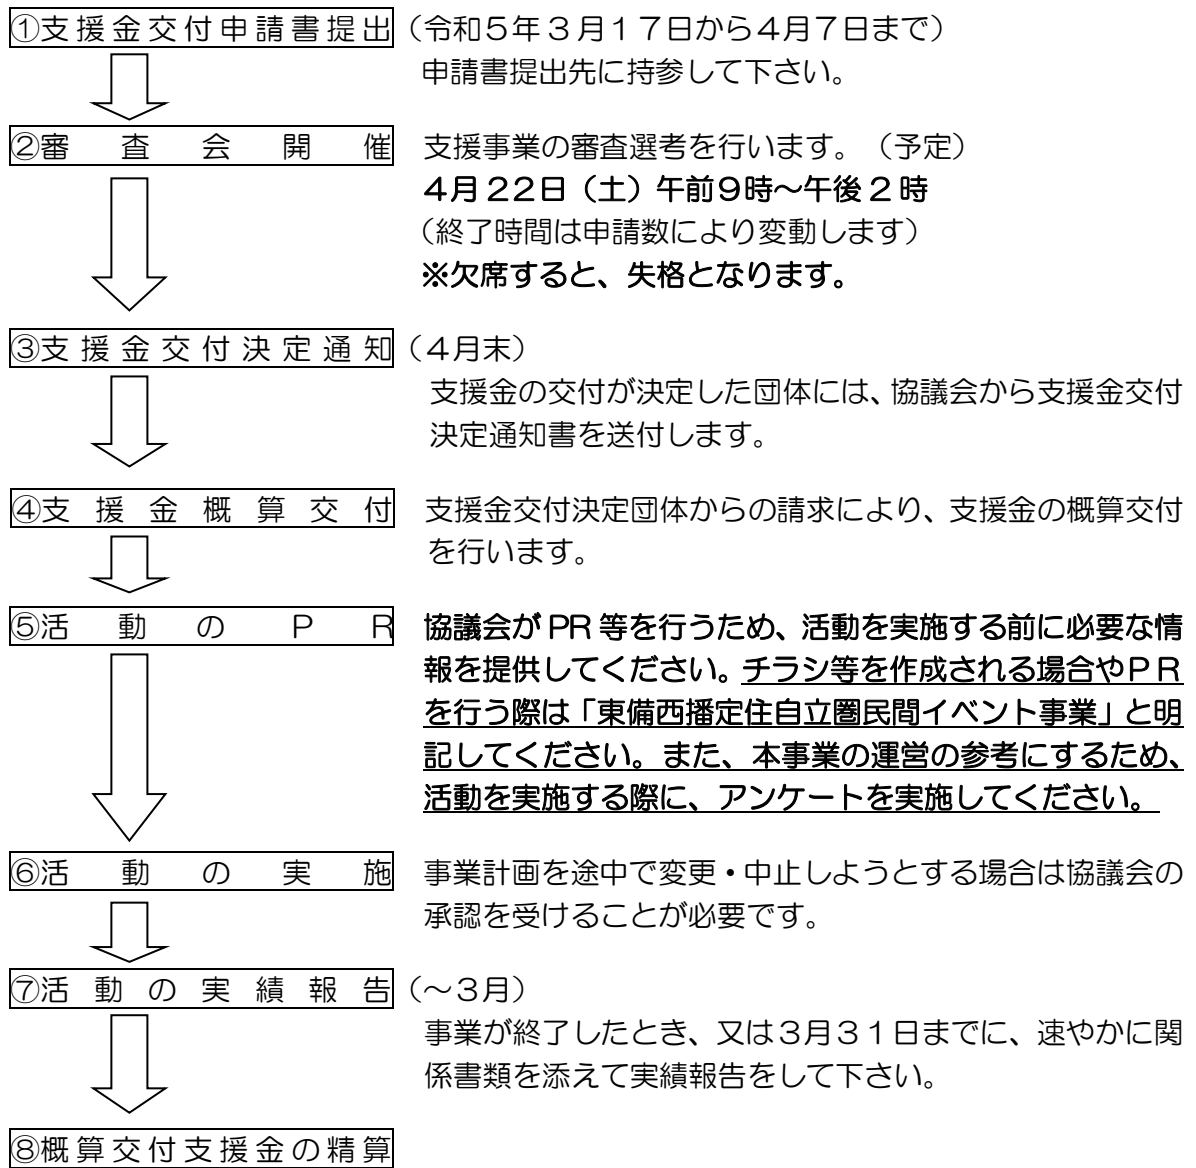 ①支援金交付申請書提出（令和５年３月１７日から４月７日まで）
申請書提出先に持参して下さい。
②審査会開催　支援事業の審査選考を行います。（予定）
４月２２日（土）午前９時～午後２時
（終了時間は申請数により変動します）
※欠席すると、失格となります。
③支援金交付決定通知（４月末）
支援金の交付が決定した団体には、協議会から支援金交付
決定通知書を送付します。
④支援金概算交付　支援金交付決定団体からの請求により、支援金の概算交付
を行います。
⑤活動のＰＲ　協議会が PR 等を行うため、活動を実施する前に必要な情
報を提供してください。チラシ等を作成される場合やＰＲ
を行う際は「東備西播定住自立圏民間イベント事業」と明
記してください。また、本事業の運営の参考にするため、
活動を実施する際に、アンケートを実施してください。
⑥活動の実施　事業計画を途中で変更・中止しようとする場合は協議会の
承認を受けることが必要です。
⑦活動の実績報告（～３月）
事業が終了したとき、又は３月３１日までに、速やかに関
係書類を添えて実績報告をして下さい。
⑧概算交付支援金の精算